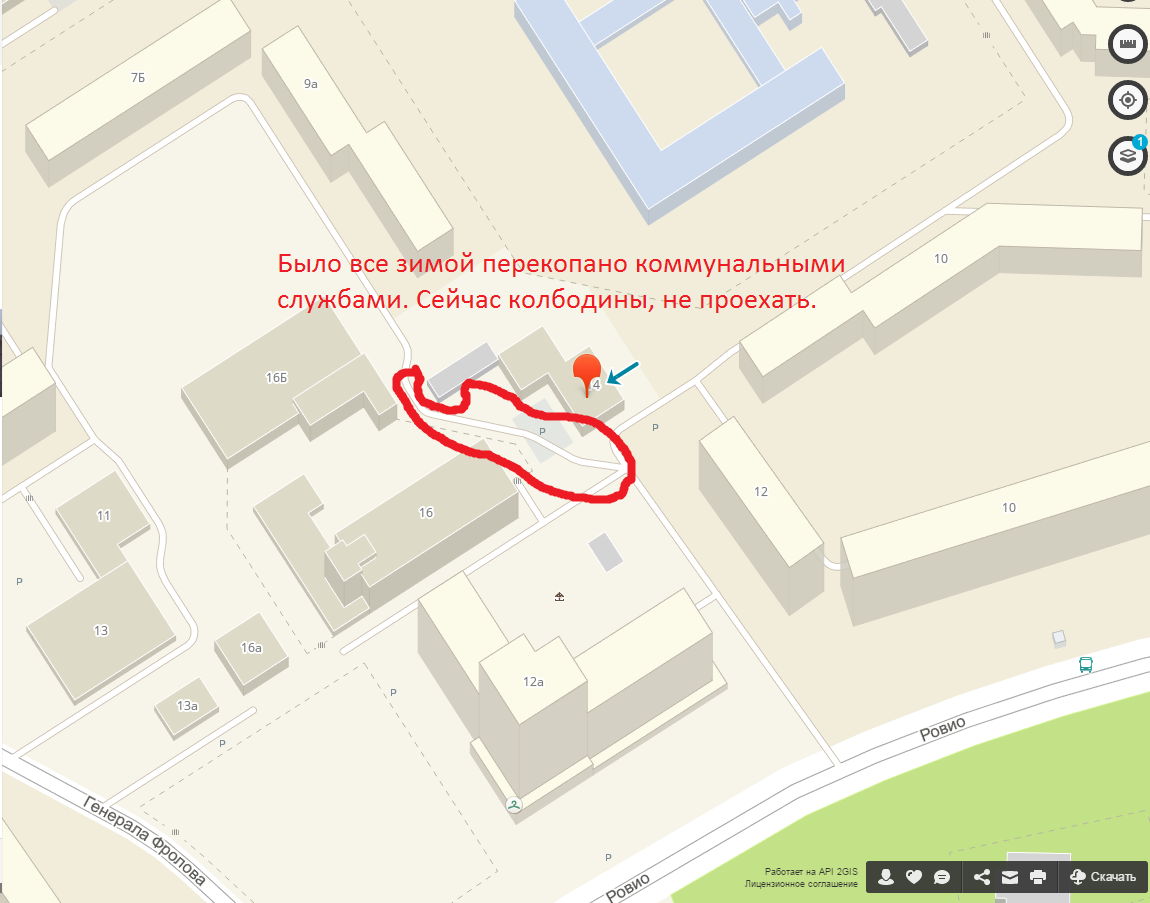 7Б
9а
Было все зимой перекопано коммунальными
службами. Сейчас колбодины, не проехать.
1
10
16Б
4
P
P
16
12
10
11
P
13
16а
13а
12а
P
P
P
Ровио
Генерала Фролова
Ровио
Работает на API 2GIS
Лицензионное соглашение
Скачать